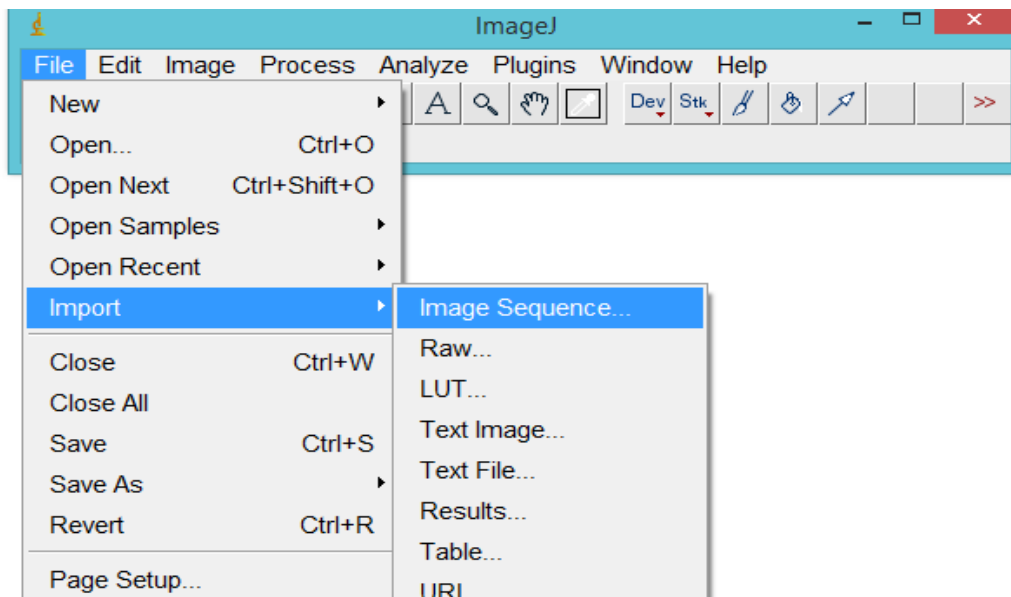 ImageJ
File Edit Image Process Analyze Plugins Window Help
A Dev Stk >>
New
Open... Ctrl+O
Open Next Ctrl+Shift+O
Open Samples
Open Recent
Import
Close Ctrl+W
Close All
Save Ctrl+S
Save As
Revert Ctrl+R
Page Setup...
Image Sequence...
Raw...
LUT...
Text Image...
Text File...
Results...
Table...
URL